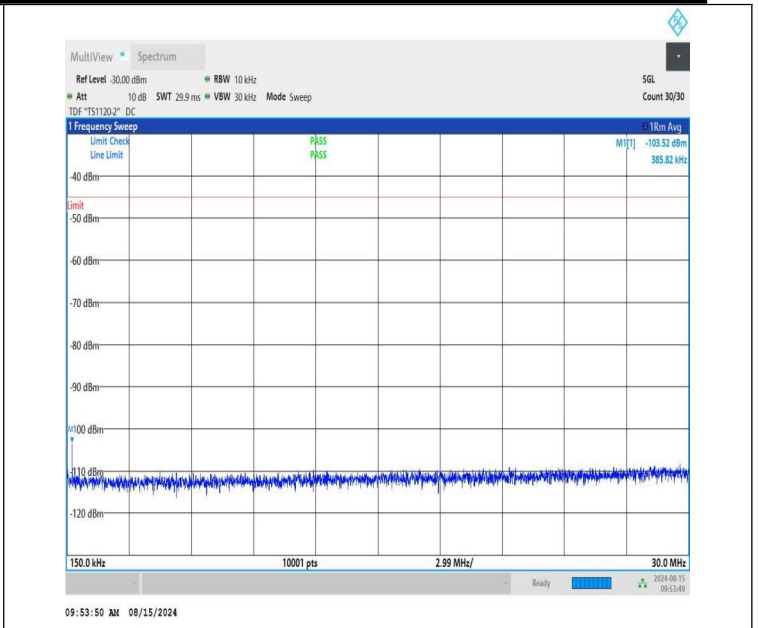 R S
MultiView Spectrum
Ref Level -30.00 dBm RBW 10 kHz SGL
Att 10 dB SWT 29.9 ms VBW 30 kHz Mode Sweep Count 30/30
TDF "TS1120-2" DC
1 Frequency Sweep 1Rm Avg
Limit Check PASS M1[1] -103.52 dBm
Line Limit PASS 385.82 kHz
-40 dBm
Limit
-50 dBm
-60 dBm
-70 dBm
-80 dBm
-90 dBm
M1
-100 dBm
-110 dBm
-120 dBm
150.0 kHz 10001 pts 2.99 MHz/ 30.0 MHz
Ready 2024-08-15
09:53:49
09:53:50 AM 08/15/2024